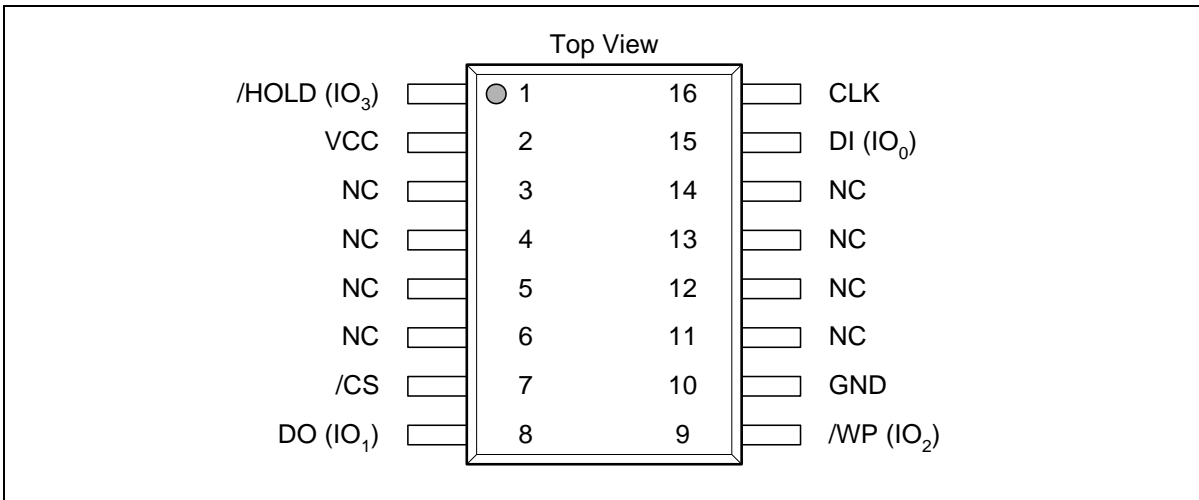 Top View
/HOLD (IO3) 1 16 CLK
VCC 2 15 DI (IO0)
NC 3 14 NC
NC 4 13 NC
NC 5 12 NC
NC 6 11 NC
/CS 7 10 GND
DO (IO1) 8 9 /WP (IO2)